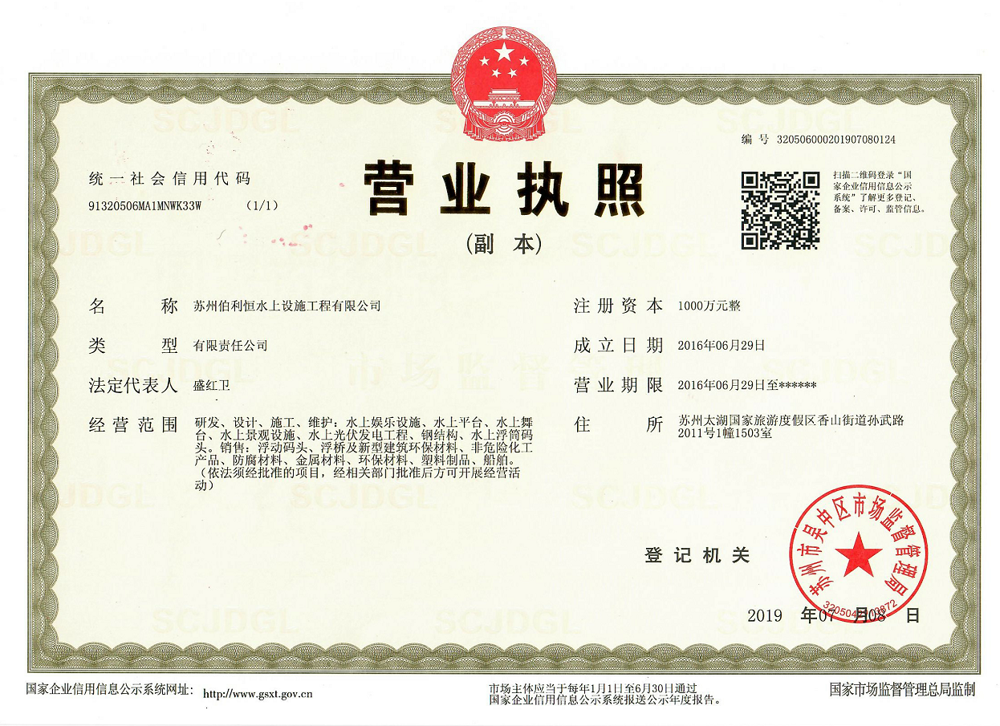 编 号 320506000201907080124
统一社会信用代码
91320506MA1MNWK33W （1/1）
营业执照
（副 本）
扫描二维码登录“国
家企业信用信息公示
系统”了解更多登记、
备案、许可、监管信息。
名 称 苏州伯利恒水上设施工程有限公司
类 型 有限责任公司
法定代表人 盛红卫
经营范围 研发、设计、施工、维护：水上娱乐设施、水上平台、水上舞
台、水上景观设施、水上光伏发电工程、钢结构、水上浮筒码
头。销售：浮动码头、浮桥及新型建筑环保材料、非危险化工
产品、防腐材料、金属材料、环保材料、塑料制品、船舶。
（依法须经批准的项目，经相关部门批准后方可开展经营活
动）
注册资本 1000万元整
成立日期 2016年06月29日
营业期限 2016年06月29日至******
住 所 苏州太湖国家旅游度假区香山街道孙武路
2011号1幢1503室
登记机关
苏州市吴中区市场监督管理局
2019 年07 月08 日
国家企业信用信息公示系统网址： http://www.gsxt.gov.cn
市场主体应当于每年1月1日至6月30日通过
国家企业信用信息公示系统报送公示年度报告。
国家市场监督管理总局监制
SCJDGL
市场监督管理